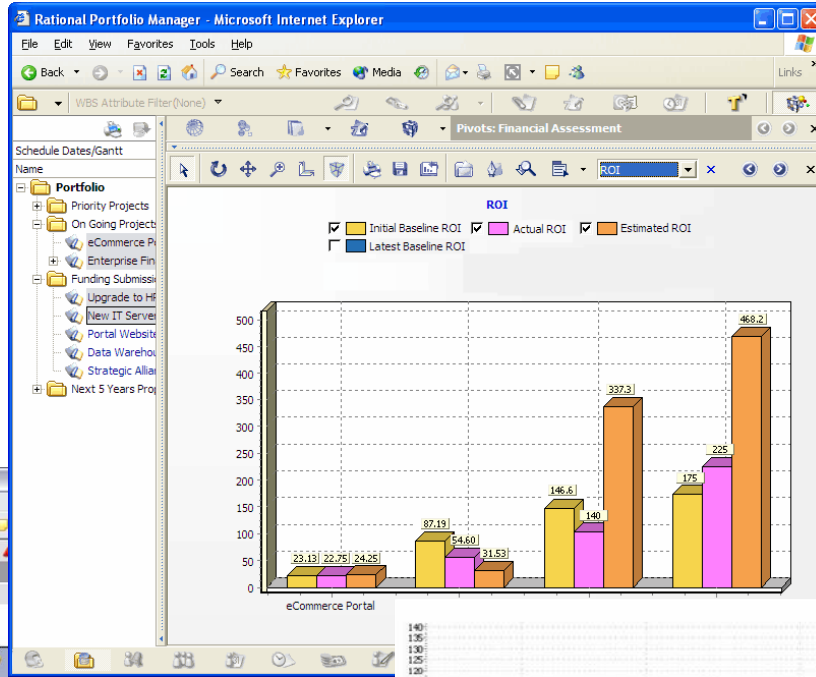 Rational Portfolio Manager - Microsoft Internet Explorer
File Edit View Favorites Tools Help
Back Search Favorites Media Links
WBS Attribute Filter(None)
Pivots: Financial Assessment
Schedule Dates/Gantt
Name
ROI
Portfolio
Priority Projects
On Going Projects
eCommerce
Enterprise Fin
Funding Submissi
Upgrade to
New IT Server
Portal Website
Data Warehou
Strategic Allia
Next 5 Years Prop
ROI
Initial Baseline ROI Actual ROI Estimated ROI
Latest Baseline ROI
500
450
400
350
300
250
200
150
100
50
0
23.13 22.75 24.25
87.19 54.60 31.53
146.6 140 337.3
175 225 468.2
eCommerce Portal
140
135
130
125
120